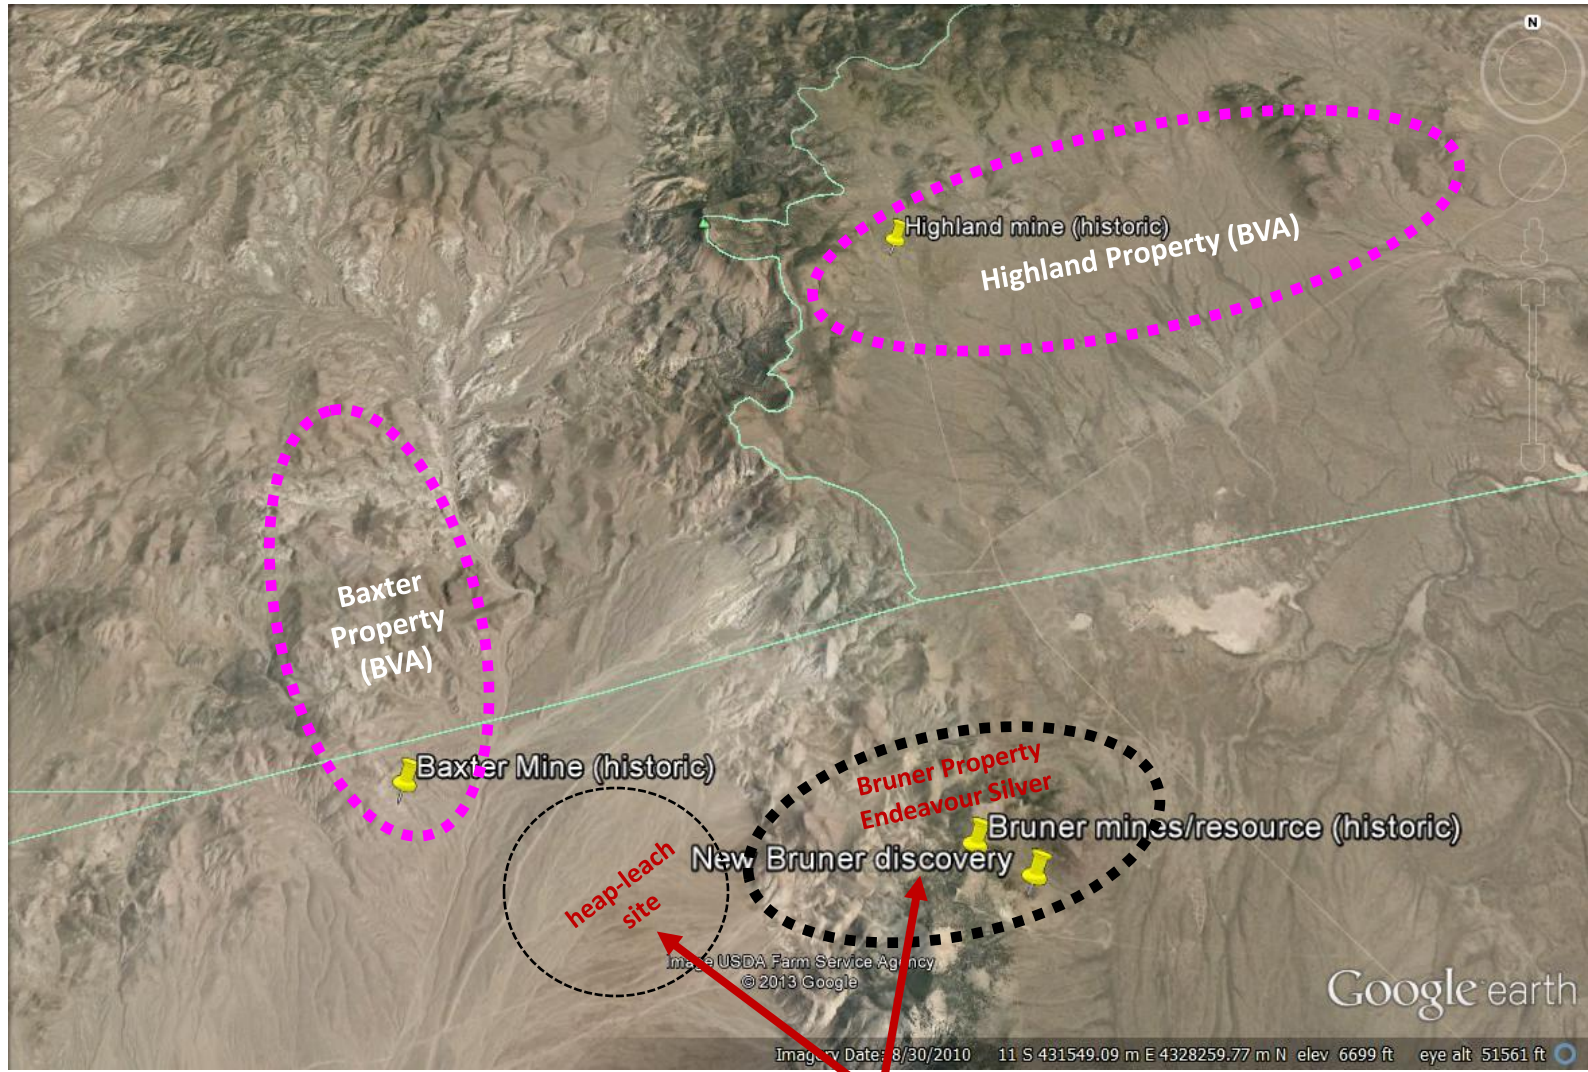 N
Highland mine (historic)
Highland Property (BVA)
Baxter
Property
(BVA)
Baxter Mine (historic)
Bruner Property
Endeavour Silver
Bruner mines/resource (historic)
New Bruner discovery
heap-leach
site
Image USDA Farm Service Agency
© 2013 Google
Google earth
Imagery Date: 8/30/2010 11 S 431549.09 m E 4328259.77 m N elev 6699 ft eye alt 51561 ft